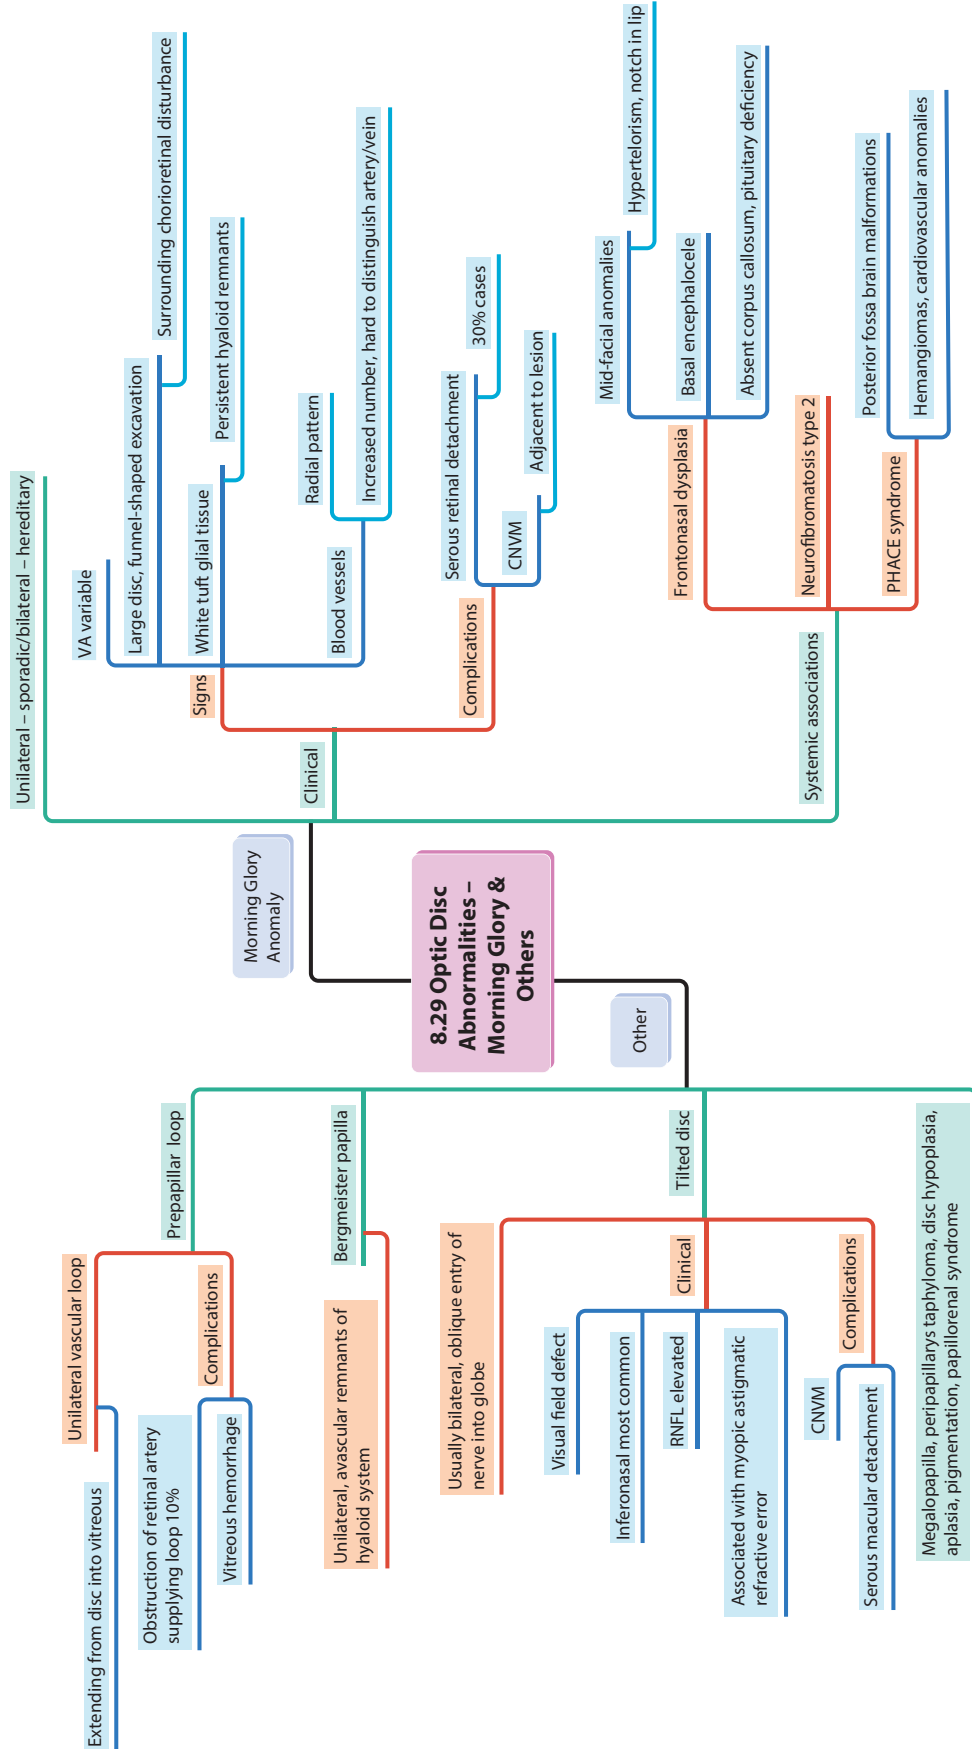 8.29 Optic Disc
Abnormalities –
Morning Glory &
Others
Morning Glory
Anomaly
Unilateral – sporadic/bilateral – hereditary
Clinical
Signs
VA variable
Large disc, funnel-shaped excavation
Surrounding chorioretinal disturbance
White tuft glial tissue
Persistent hyaloid remnants
Blood vessels
Radial pattern
Increased number, hard to distinguish artery/vein
Complications
Serous retinal detachment
30% cases
CNVM
Adjacent to lesion
Systemic associations
Frontonasal dysplasia
Mid-facial anomalies
Hypertelorism, notch in lip
Basal encephalocele
Absent corpus callosum, pituitary deficiency
Neurofibromatosis type 2
PHACE syndrome
Posterior fossa brain malformations
Hemangiomas, cardiovascular anomalies
Other
Prepapillar loop
Unilateral vascular loop
Extending from disc into vitreous
Complications
Obstruction of retinal artery
supplying loop 10%
Vitreous hemorrhage
Bergmeister papilla
Unilateral, avascular remnants of
hyaloid system
Tilted disc
Usually bilateral, oblique entry of
nerve into globe
Clinical
Visual field defect
Inferonasal most common
RNFL elevated
Associated with myopic astigmatic
refractive error
Complications
CNVM
Serous macular detachment
Megalopapilla, peripapillarys taphyloma, disc hypoplasia,
aplasia, pigmentation, papillorenal syndrome